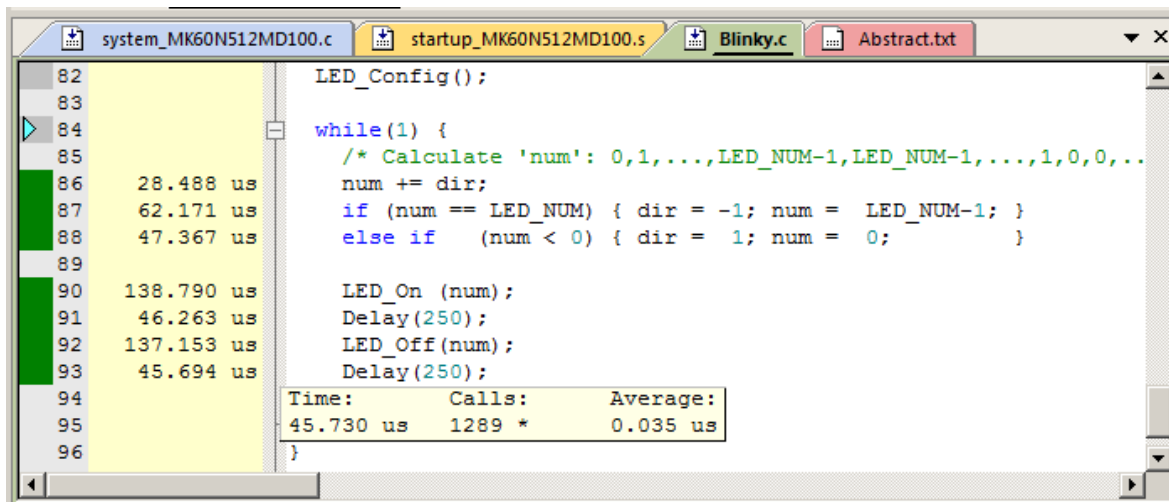 system_MK60N512MD100.c startup_MK60N512MD100.s Blinky.c Abstract.txt
82 LED_Config();
83
84 while(1) {
85 /* Calculate 'num': 0,1,...,LED_NUM-1,LED_NUM-1,...,1,0,0,..
86 28.488 us num += dir;
87 62.171 us if (num == LED_NUM) { dir = -1; num = LED_NUM-1; }
88 47.367 us else if (num < 0) { dir = 1; num = 0; }
89
90 138.790 us LED_On (num);
91 46.263 us Delay(250);
92 137.153 us LED_Off(num);
93 45.694 us Delay(250);
94 Time: Calls: Average:
95 45.730 us 1289 * 0.035 us
96 }